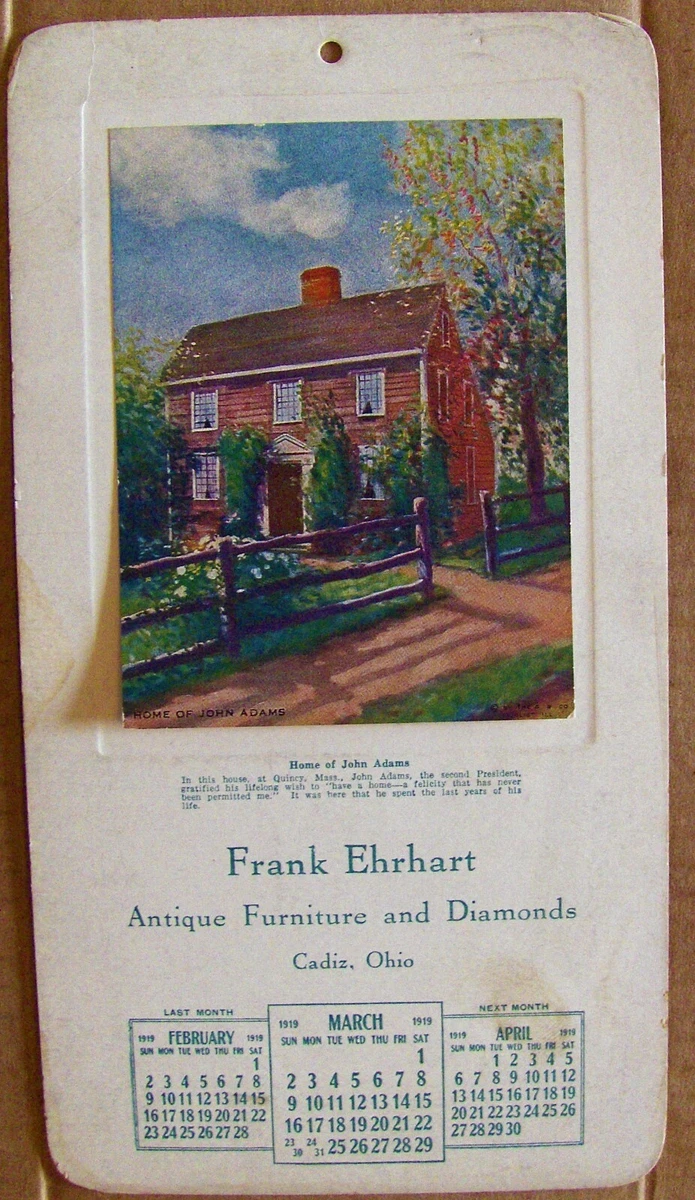 HOME OF JOHN ADAMS
Home of John Adams
In this house, at Quincy, Mass., John Adams, the second President,
gratified his lifelong wish to "have a home—a felicity that has never
been permitted me." It was here that he spent the last years of his
life.
Frank Ehrhart
Antique Furniture and Diamonds
Cadiz, Ohio
LAST MONTH
1919 FEBRUARY 1919
SUN MON TUE WED THU FRI SAT
1
2 3 4 5 6 7 8
9 10 11 12 13 14 15
16 17 18 19 20 21 22
23 24 25 26 27 28
1919 MARCH 1919
SUN MON TUE WED THU FRI SAT
1
2 3 4 5 6 7 8
9 10 11 12 13 14 15
16 17 18 19 20 21 22
23 30 24 31 25 26 27 28 29
NEXT MONTH
1919 APRIL 1919
SUN MON TUE WED THU FRI SAT
1 2 3 4 5
6 7 8 9 10 11 12
13 14 15 16 17 18 19
20 21 22 23 24 25 26
27 28 29 30